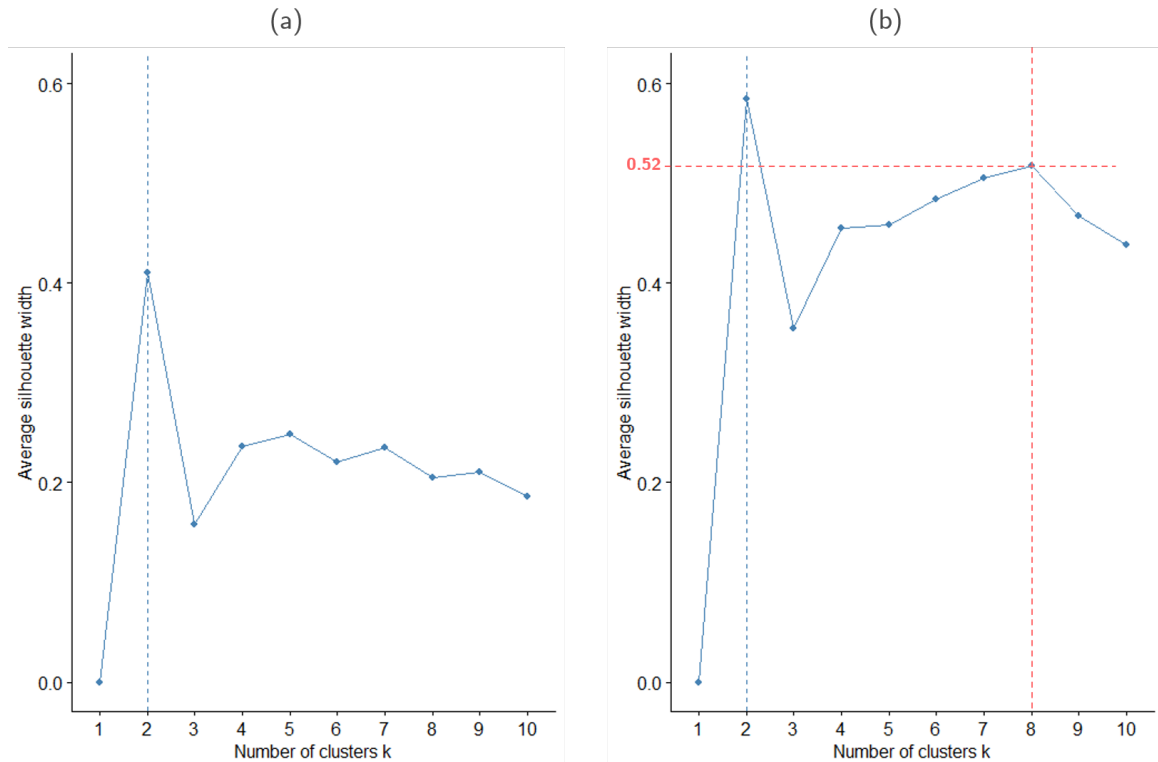 (a)
0.6
0.4
0.2
0.0
Average silhouette width
1 2 3 4 5 6 7 8 9 10
Number of clusters k
(b)
0.6
0.52
0.4
0.2
0.0
Average silhouette width
1 2 3 4 5 6 7 8 9 10
Number of clusters k